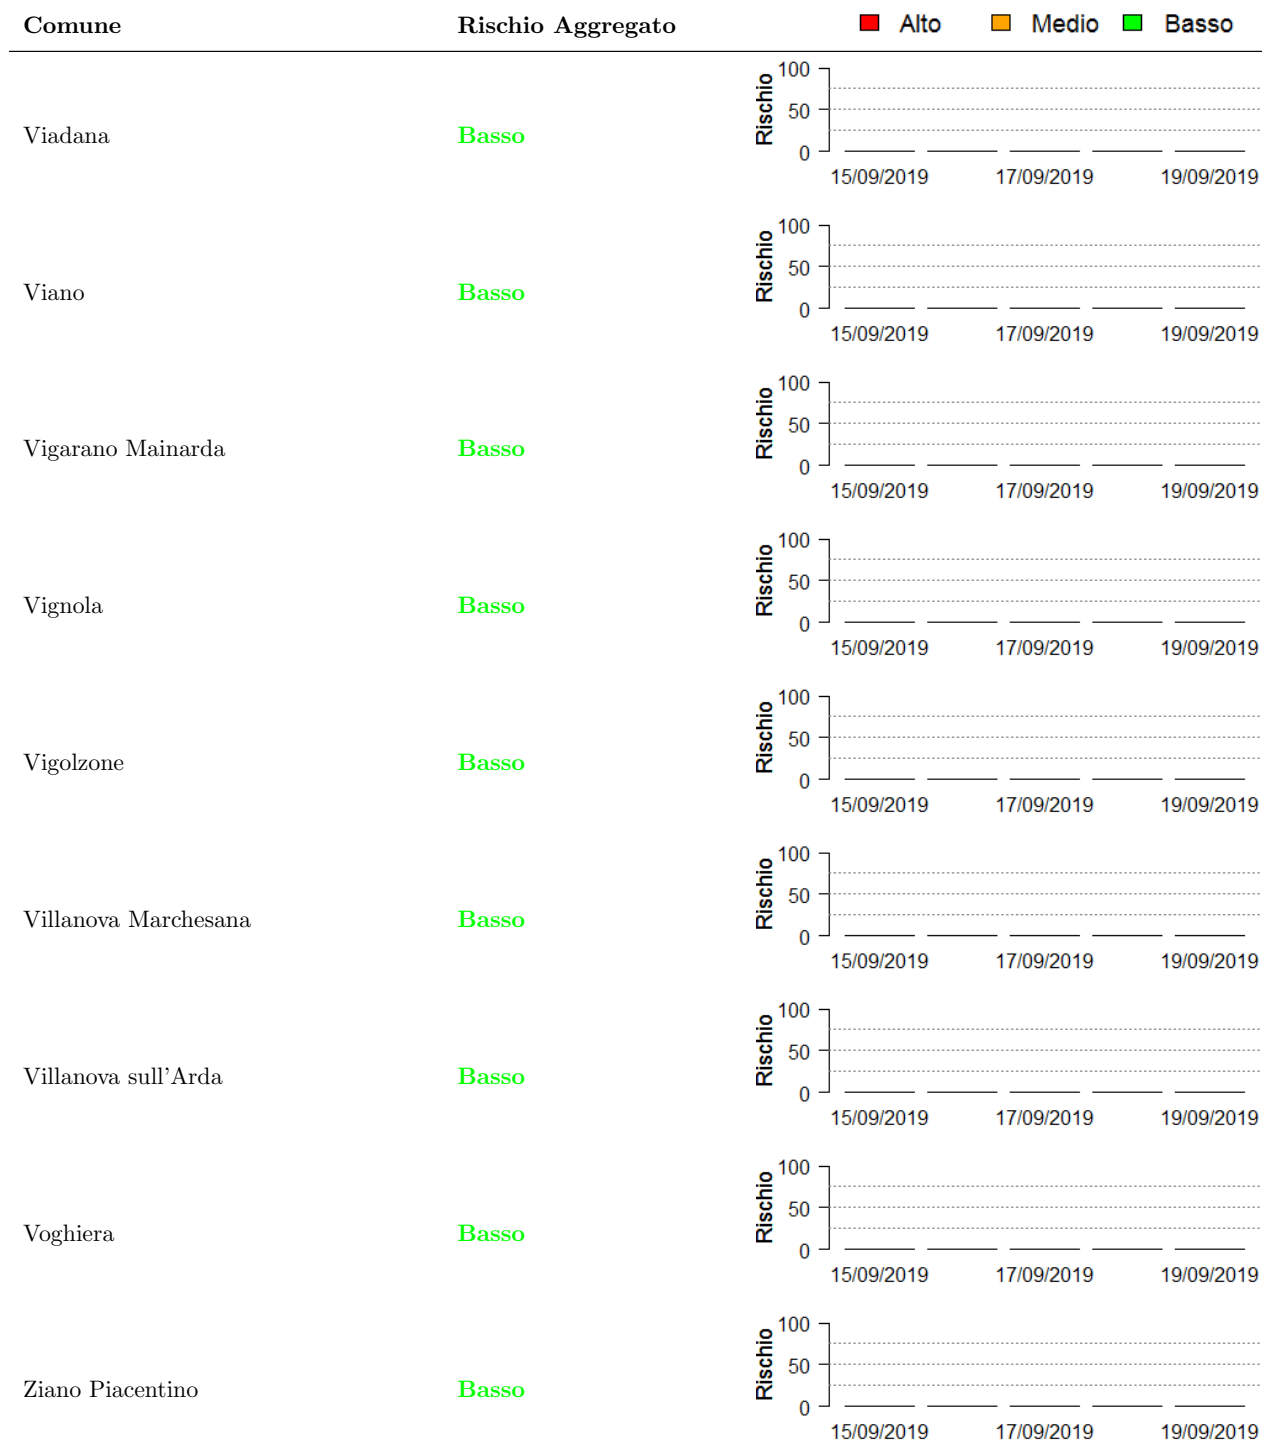 Comune Rischio Aggregato Alto Medio Basso
Viadana Basso Rischio 100 50 0
15/09/2019 17/09/2019 19/09/2019
Viano Basso Rischio 100 50 0
15/09/2019 17/09/2019 19/09/2019
Vigarano Mainarda Basso Rischio 100 50 0
15/09/2019 17/09/2019 19/09/2019
Vignola Basso Rischio 100 50 0
15/09/2019 17/09/2019 19/09/2019
Vigolzone Basso Rischio 100 50 0
15/09/2019 17/09/2019 19/09/2019
Villanova Marchesana Basso Rischio 100 50 0
15/09/2019 17/09/2019 19/09/2019
Villanova sull'Arda Basso Rischio 100 50 0
15/09/2019 17/09/2019 19/09/2019
Voghiera Basso Rischio 100 50 0
15/09/2019 17/09/2019 19/09/2019
Ziano Piacentino Basso Rischio 100 50 0
15/09/2019 17/09/2019 19/09/2019